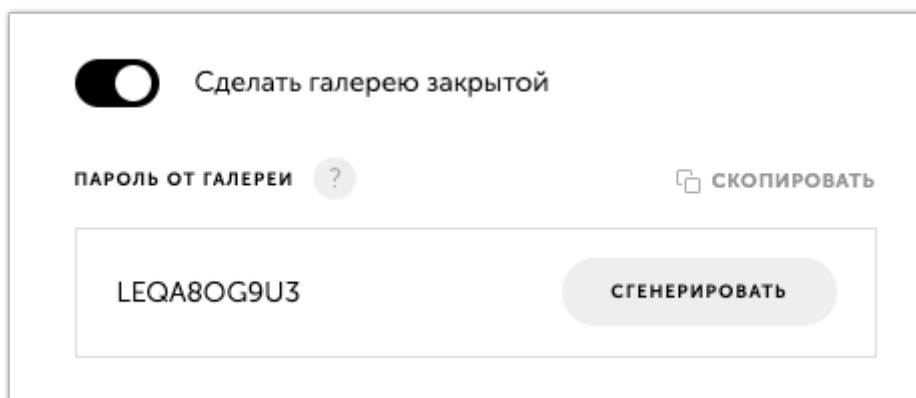 Сделать галерею закрытой
ПАРОЛЬ ОТ ГАЛЕРЕИ ? СКОПИРОВАТЬ
LEQA8OG9U3 СГЕНЕРИРОВАТЬ